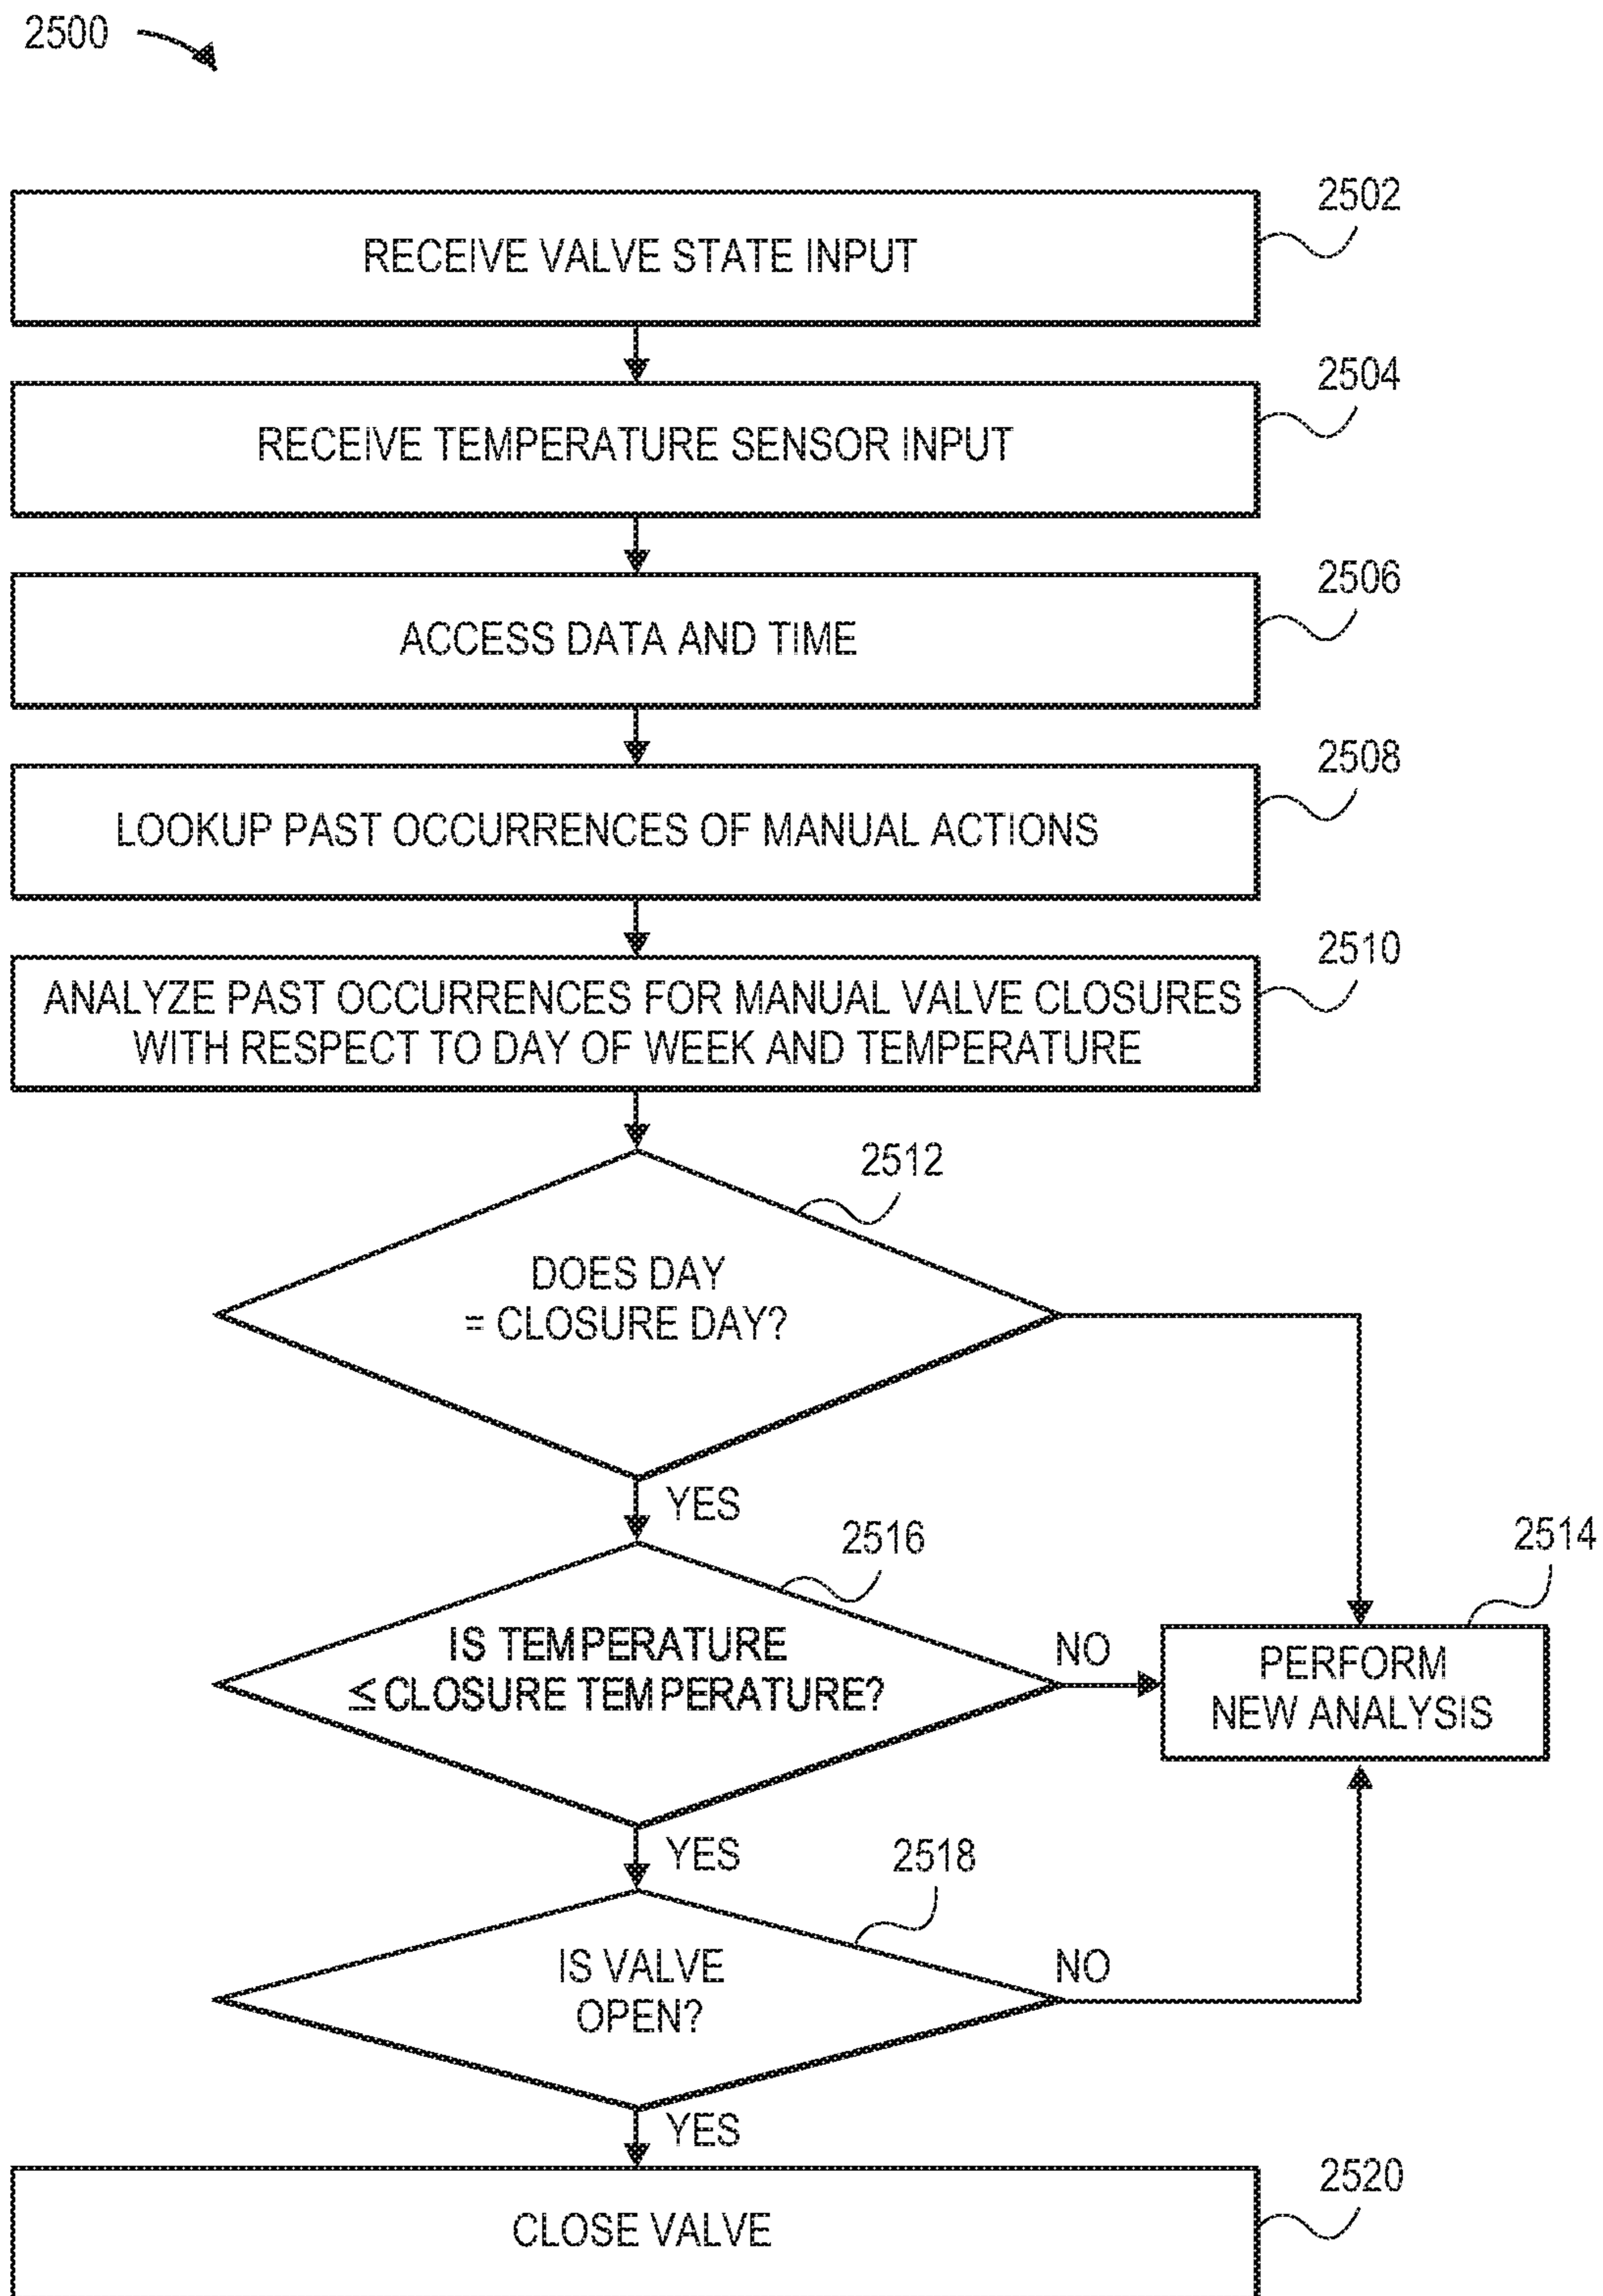 2500
2502
RECEIVE VALVE STATE INPUT
2504
RECEIVE TEMPERATURE SENSOR INPUT
2506
ACCESS DATA AND TIME
2508
LOOKUP PAST OCCURRENCES OF MANUAL ACTIONS
2510
ANALYZE PAST OCCURRENCES FOR MANUAL VALVE CLOSURES
WITH RESPECT TO DAY OF WEEK AND TEMPERATURE
2512
DOES DAY
= CLOSURE DAY?
YES
2516
2514
IS TEMPERATURE
≤ CLOSURE TEMPERATURE?
NO
PERFORM
NEW ANALYSIS
YES
2518
IS VALVE
OPEN?
NO
YES
2520
CLOSE VALVE